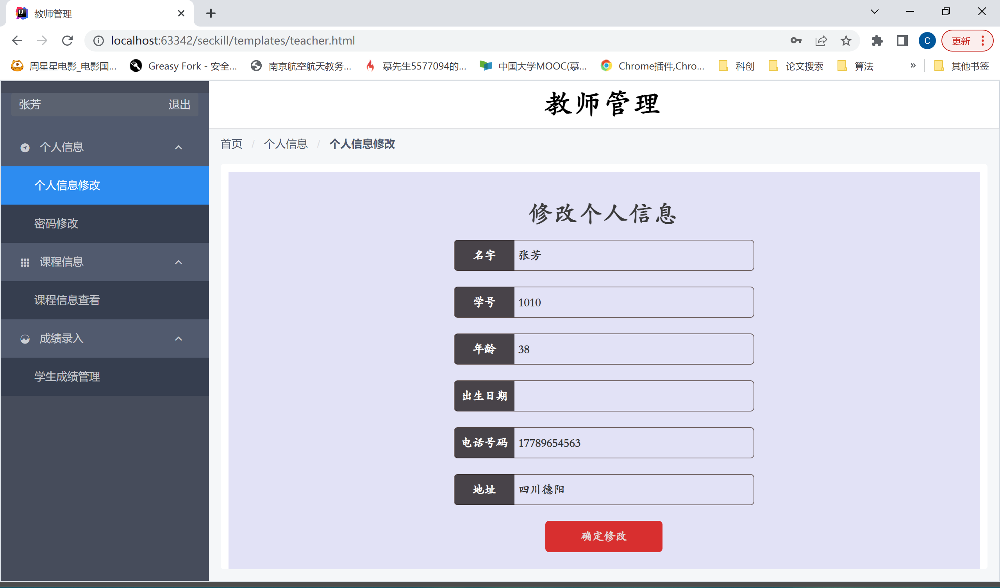 教师管理
localhost:63342/seckill/templates/teacher.html
C
更新
周星星电影_电影国...
Greasy Fork - 安全...
南京航空航天教务...
慕先生5577094的...
中国大学MOOC(慕...
Chrome插件,Chro...
科创
论文搜索
算法
»
其他书签
张芳
退出
教师管理
首页 / 个人信息 / 个人信息修改
个人信息
个人信息修改
密码修改
课程信息
课程信息查看
成绩录入
学生成绩管理
修改个人信息
名字 张芳
学号 1010
年龄 38
出生日期
电话号码 17789654563
地址 四川德阳
确定修改